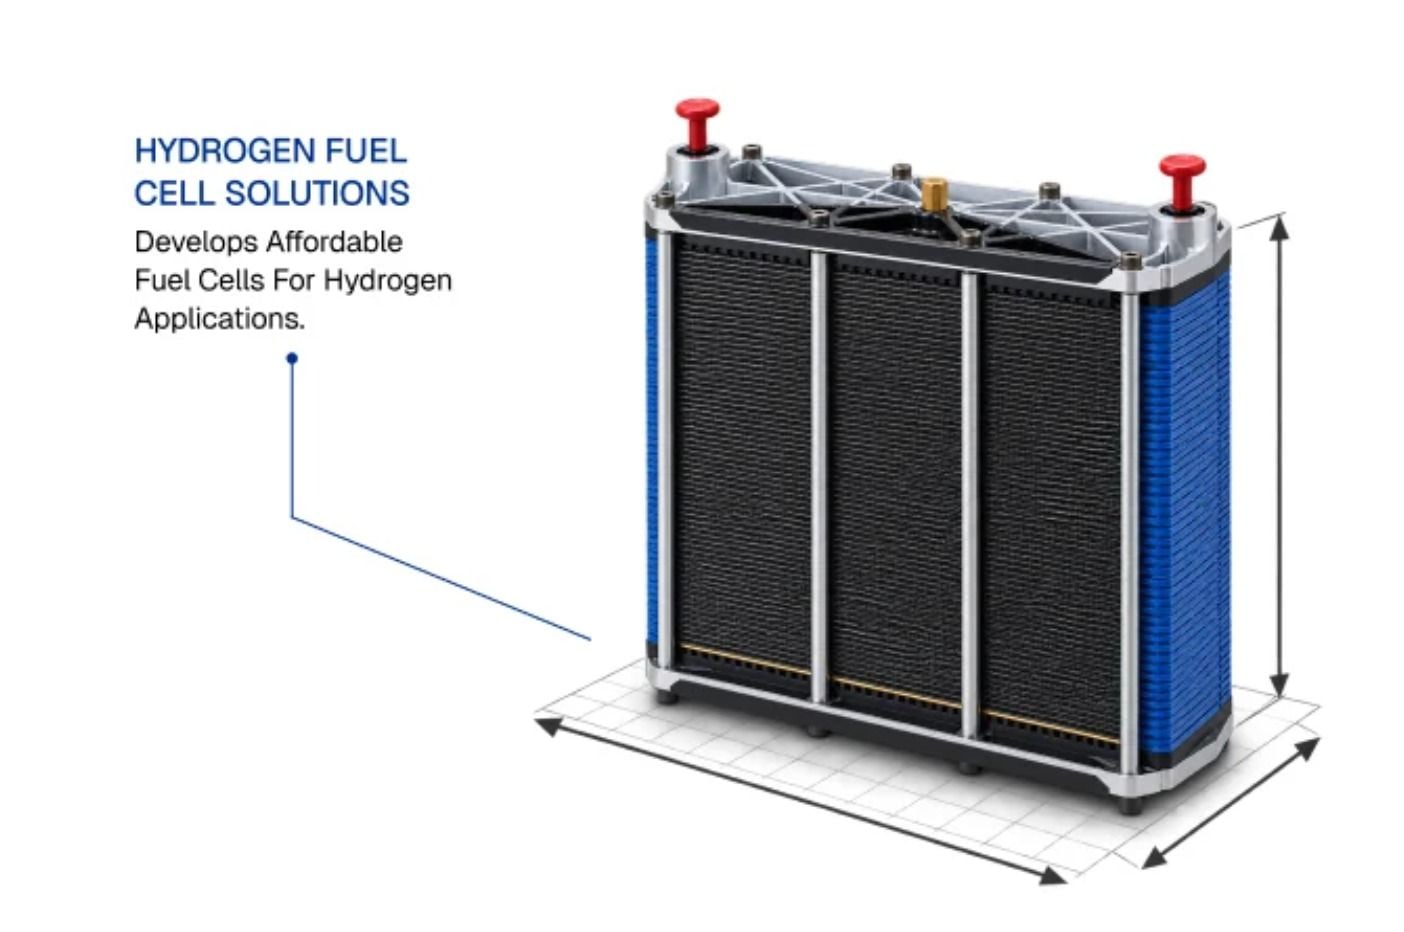 HYDROGEN FUEL
CELL SOLUTIONS
Develops Affordable
Fuel Cells For Hydrogen
Applications.